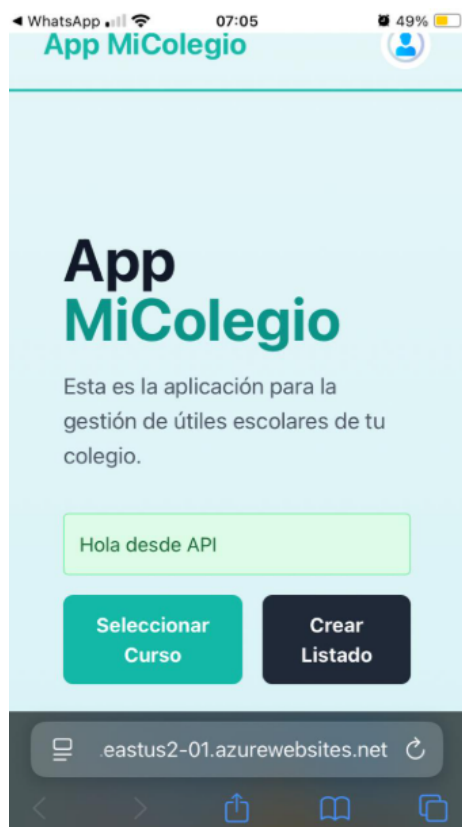 WhatsApp
07:05
49%
App MiColegio
App
MiColegio
Esta es la aplicación para la
gestión de útiles escolares de tu
colegio.
Hola desde API
Seleccionar
Curso
Crear
Listado
.eastus2-01.azurewebsites.net